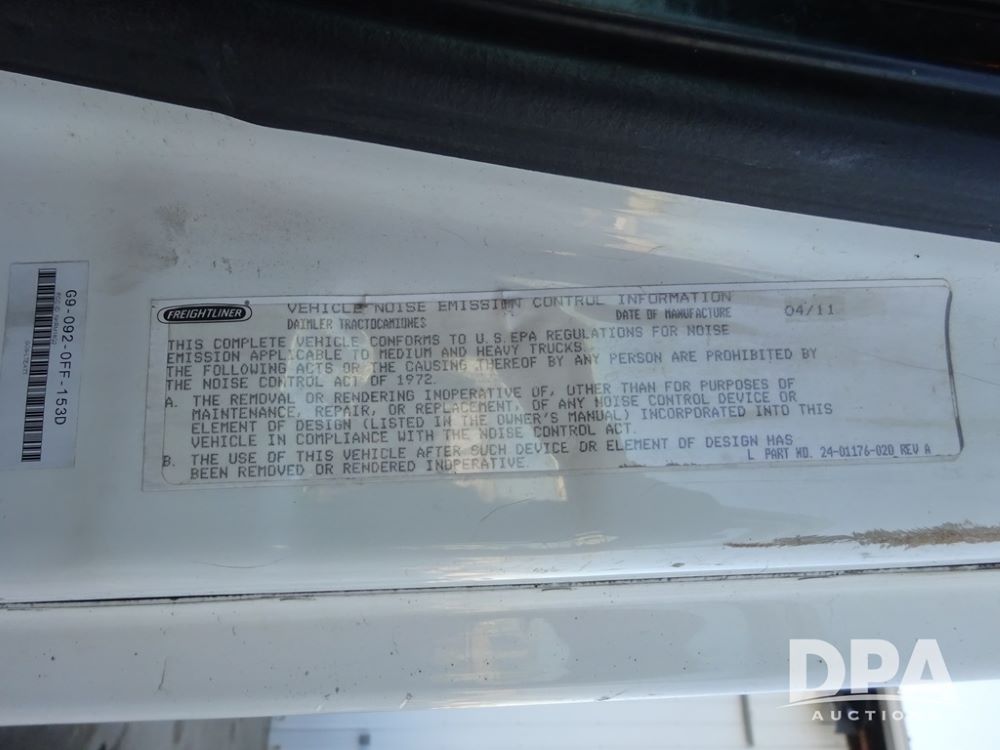 G9-092-0FF-153D
FREIGHTLINER
VEHICLE NOISE EMISSION CONTROL INFORMATION
DAIMLER TRACTOCAMIONES
DATE OF MANUFACTURE 04/11
THIS COMPLETE VEHICLE CONFORMS TO U.S.EPA REGULATIONS FOR NOISE
EMISSION APPLICABLE TO MEDIUM AND HEAVY TRUCKS
THE FOLLOWING ACTS OR THE CAUSING THEREOF BY ANY PERSON ARE PROHIBITED BY
THE NOISE CONTROL ACT OF 1972.
A. THE REMOVAL OR RENDERING INOPERATIVE OF, OTHER THAN FOR PURPOSES OF
MAINTENANCE, REPAIR, OR REPLACEMENT, OF ANY NOISE CONTROL DEVICE OR
ELEMENT OF DESIGN (LISTED IN THE OWNER'S MANUAL) INCORPORATED INTO THIS
VEHICLE IN COMPLIANCE WITH THE NOISE CONTROL ACT.
B. THE USE OF THIS VEHICLE AFTER SUCH DEVICE OR ELEMENT OF DESIGN HAS
BEEN REMOVED OR RENDERED INOPERATIVE.
L PART NO. 24-01176-020 REV A
DPA
AUCTIONS